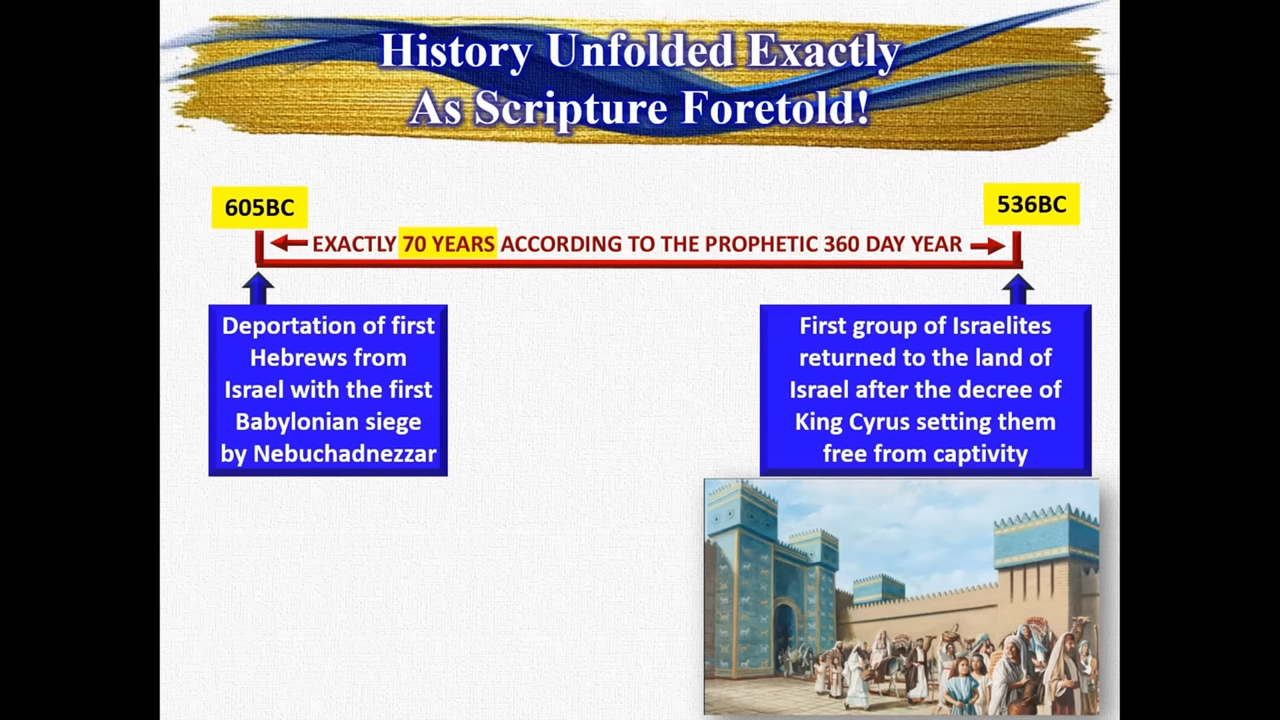 History Unfolded Exactly
As Scripture Foretold!
605BC
536BC
EXACTLY 70 YEARS ACCORDING TO THE PROPHETIC 360 DAY YEAR
Deportation of first
Hebrews from
Israel with the first
Babylonian siege
by Nebuchadnezzar
First group of Israelites
returned to the land of
Israel after the decree of
King Cyrus setting them
free from captivity